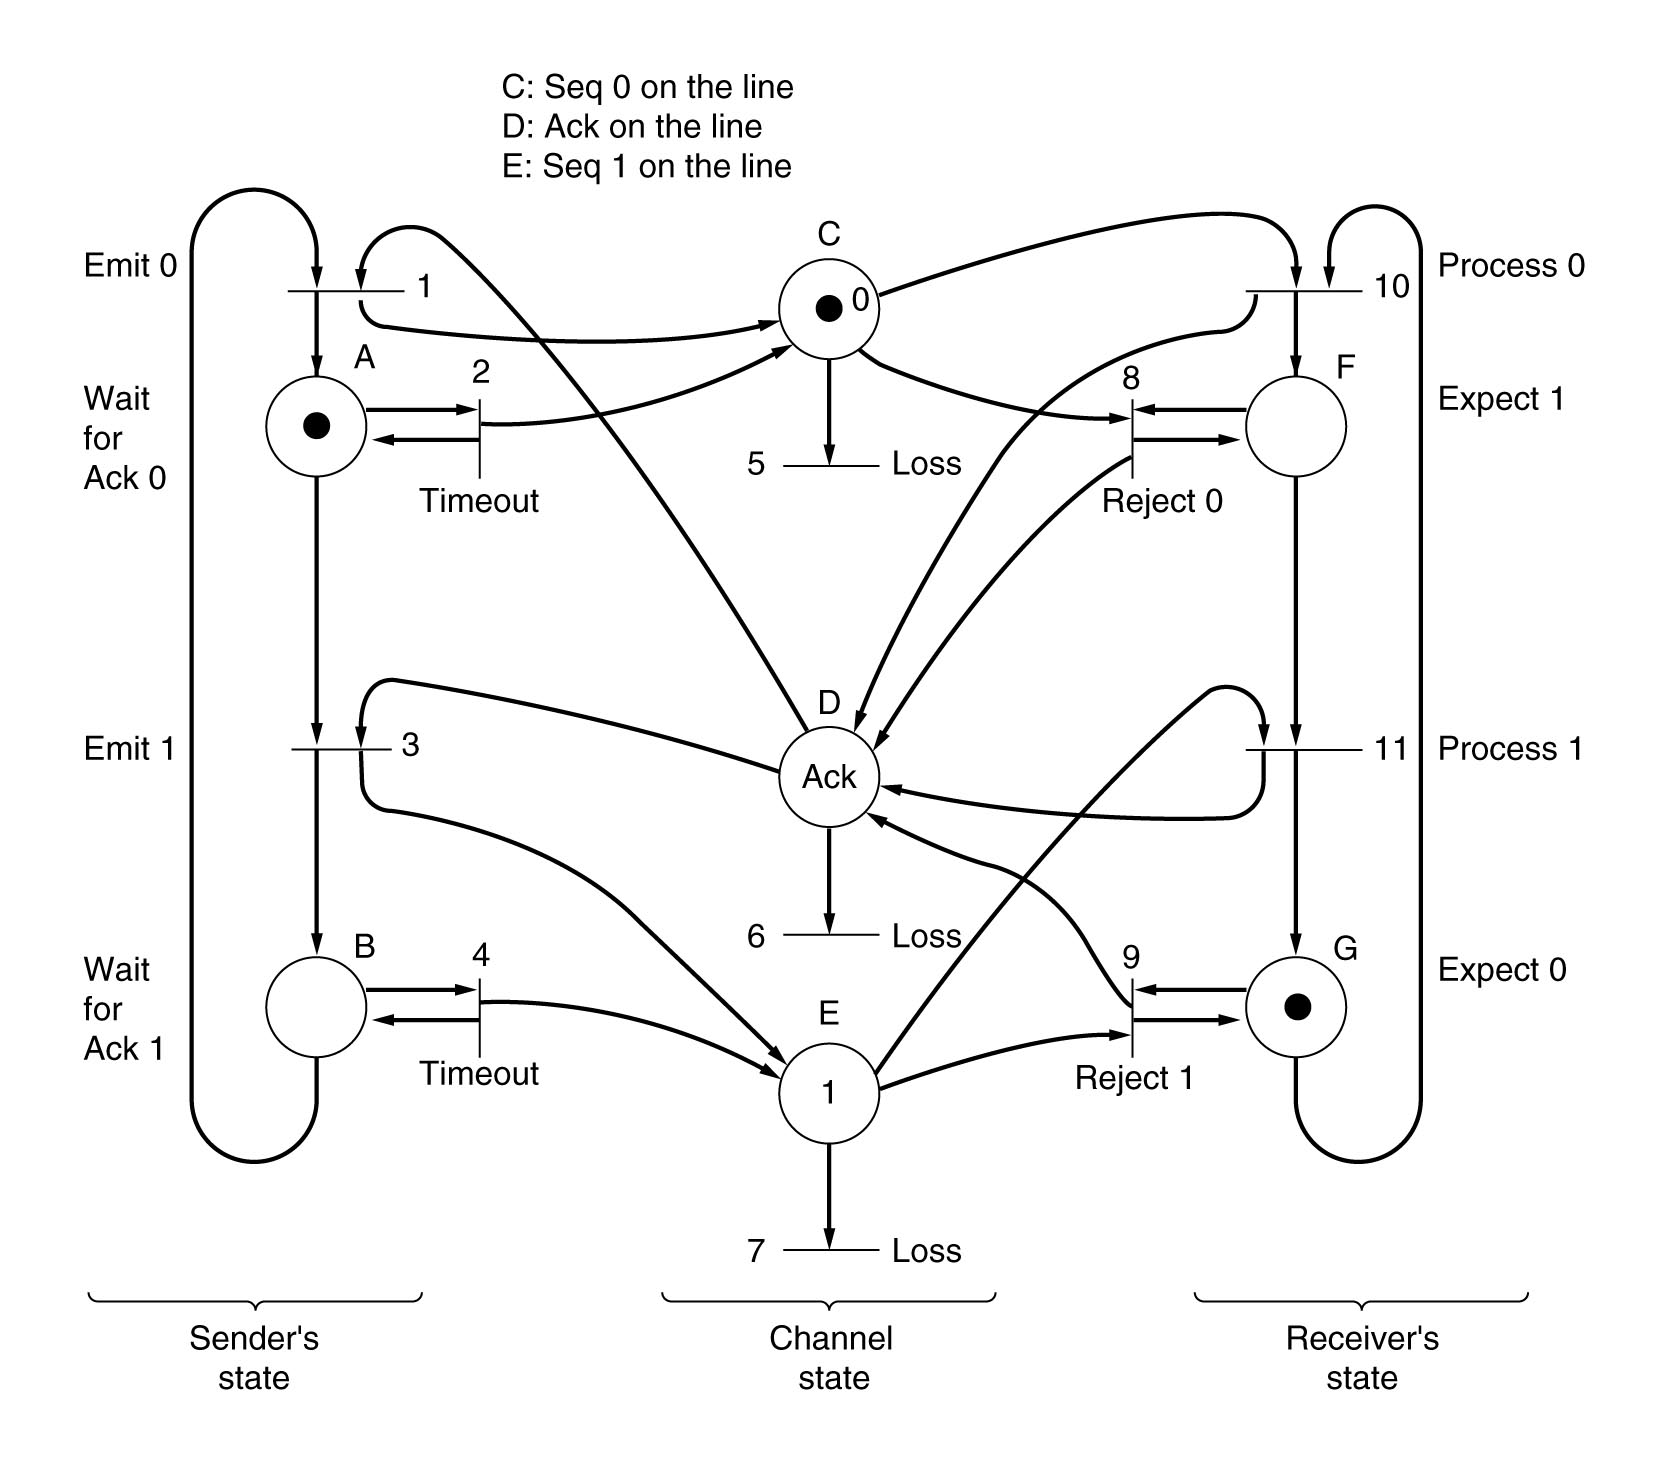 C: Seq 0 on the line
D: Ack on the line
E: Seq 1 on the line
C
Emit 0
1
0
10
Process 0
A
2
8
F
Wait
for
Ack 0
Expect 1
5
Loss
Timeout
Reject 0
D
Emit 1
3
Ack
11
Process 1
B
4
6
Loss
9
G
Wait
for
Ack 1
Expect 0
E
Timeout
1
Reject 1
7
Loss
Sender's
state
Channel
state
Receiver's
state